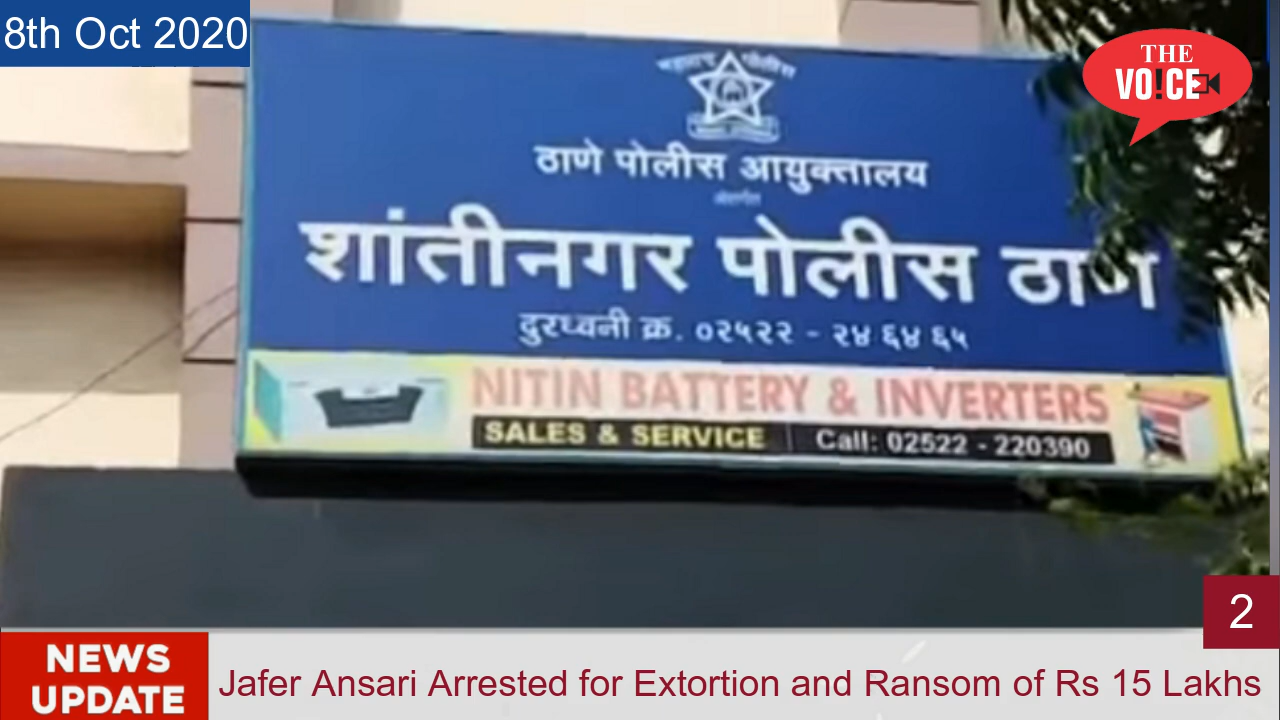 8th Oct 2020
THE
VO!CE
महाराष्ट्र पोलीस
ठाणे पोलीस आयुक्तालय
शांतीनगर पोलीस ठाणे
दुरध्वनी क्र. ०२५२२ - २४ ६४ ६५
NITIN BATTERY & INVERTERS
SALES & SERVICE
Call: 02522 - 220390
2
NEWS
UPDATE
Jafer Ansari Arrested for Extortion and Ransom of Rs 15 Lakhs